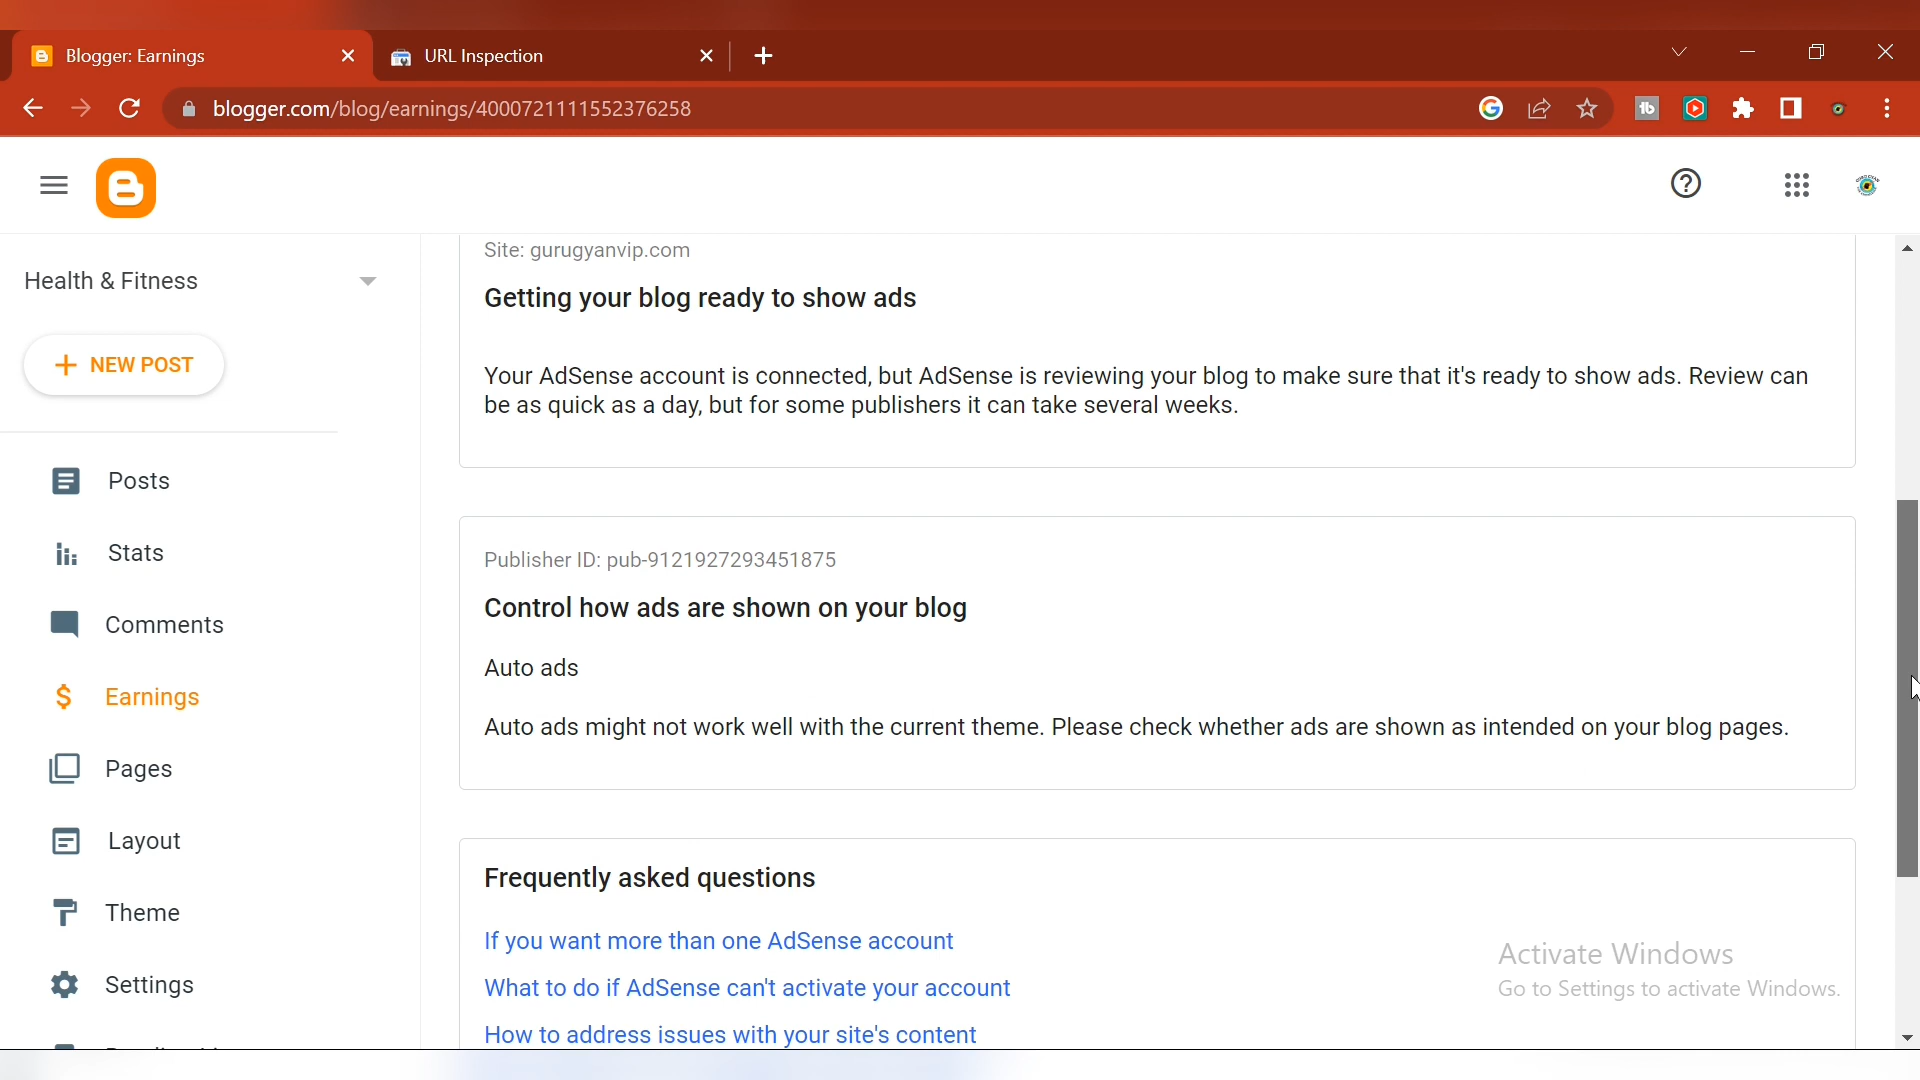 Blogger: Earnings
URL Inspection
blogger.com/blog/earnings/4000721111552376258
Health & Fitness
NEW POST
Posts
Stats
Comments
Earnings
Pages
Layout
Theme
Settings
Site: gurugyanvip.com
Getting your blog ready to show ads
Your AdSense account is connected, but AdSense is reviewing your blog to make sure that it's ready to show ads. Review can
be as quick as a day, but for some publishers it can take several weeks.
Publisher ID: pub-9121927293451875
Control how ads are shown on your blog
Auto ads
Auto ads might not work well with the current theme. Please check whether ads are shown as intended on your blog pages.
Frequently asked questions
If you want more than one AdSense account
What to do if AdSense can't activate your account
How to address issues with your site's content
Activate Windows
Go to Settings to activate Windows.